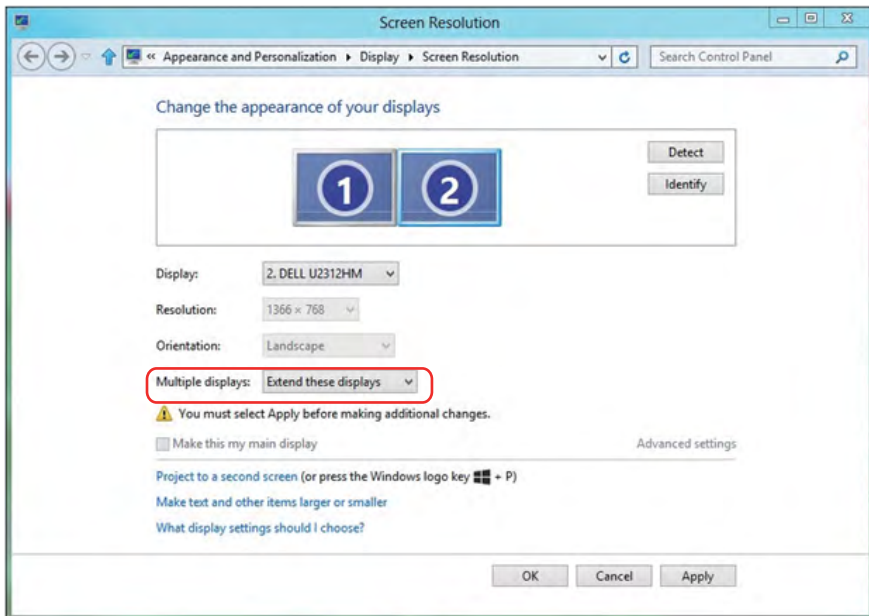 Screen Resolution
« Appearance and Personalization ▸ Display ▸ Screen Resolution
Search Control Panel
Change the appearance of your displays
1 2
Detect
Identify
Display: 2. DELL U2312HM
Resolution: 1366 × 768
Orientation: Landscape
Multiple displays: Extend these displays
You must select Apply before making additional changes.
Make this my main display
Advanced settings
Project to a second screen (or press the Windows logo key + P)
Make text and other items larger or smaller
What display settings should I choose?
OK Cancel Apply